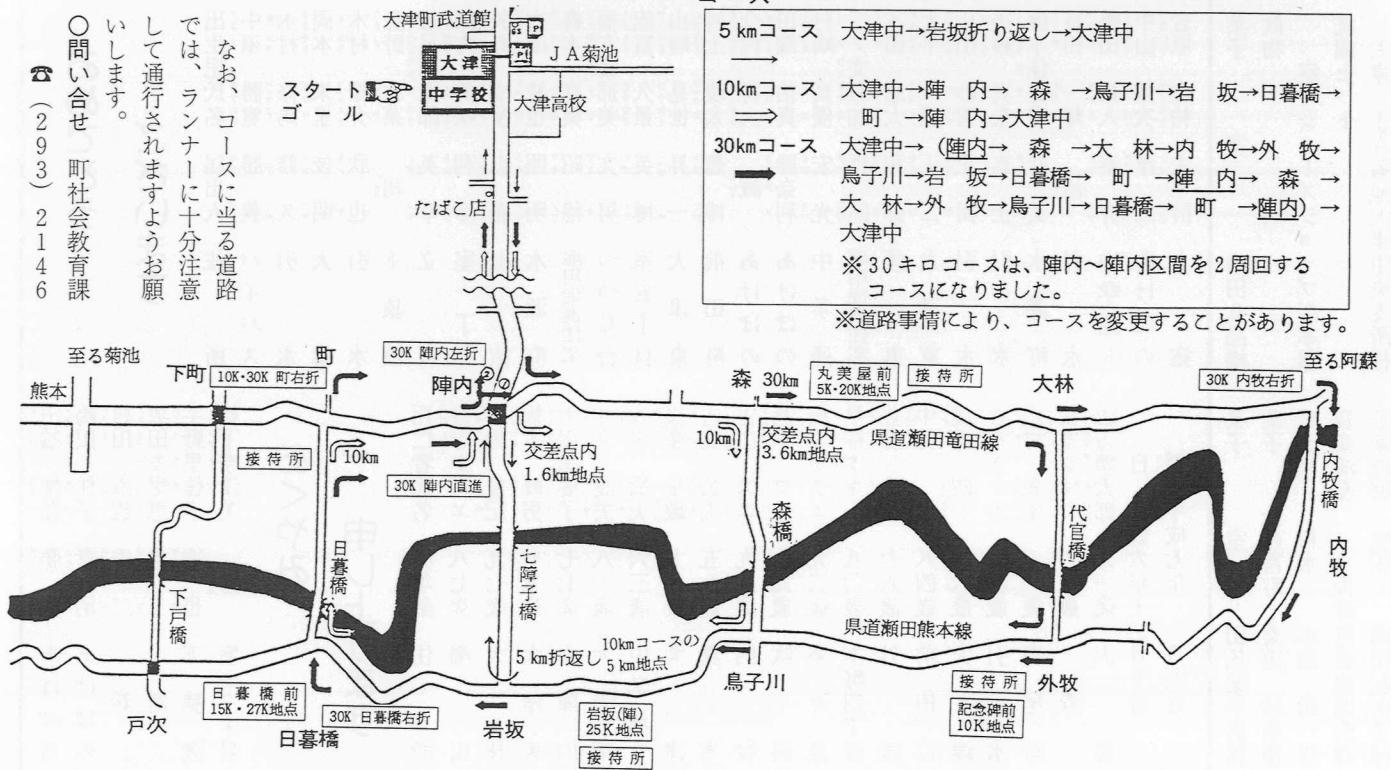 5kmコース　大津中→岩坂折り返し→大津中
→
10kmコース　大津中→陣　内→　森　→鳥子川→岩　坂→日暮橋→
町　→陣　内→大津中
30kmコース　大津中→（陣内→　森　→大　林→内　牧→外　牧→
鳥子川→岩　坂→日暮橋→　町　→陣　内→　森　→
大　林→外　牧→鳥子川→日暮橋→　町　→陣内）→
大津中
※30キロコースは、陣内〜陣内区間を2周回する
コースになりました。
※道路事情により、コースを変更することがあります。
なお、コースに当る道路
では、ランナーに十分注意
して通行されますようお願
いします。
○問い合せ　町社会教育課
☎（293）2146
大津町武道館
大津
中学校
JA菊池
大津高校
スタート
ゴール
たばこ店
至る菊池
熊本
下町
10K・30K 町右折
町
30K 陣内左折
陣内
②
①
森
30km
丸美屋前
5K・20K地点
接待所
大林
30K 内牧右折
至る阿蘇
接待所
10km
30K 陣内直進
交差点内
1.6km地点
10km
交差点内
3.6km地点
県道瀬田竜田線
内牧橋
内牧
日暮橋
七障子橋
森橋
代官橋
下戸橋
県道瀬田熊本線
5km折返し
10kmコースの
5km地点
戸次
日暮橋前
15K・27K地点
日暮橋
30K 日暮橋右折
岩坂
岩坂(陣)
25K地点
接待所
鳥子川
接待所
記念碑前
10K地点
外牧